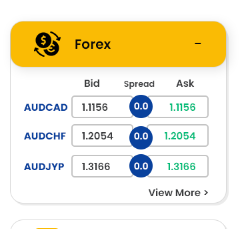 Forex –
Bid Spread Ask
AUDCAD 1.1156 0.0 1.1156
AUDCHF 1.2054 0.0 1.2054
AUDJYP 1.3166 0.0 1.3166
View More >